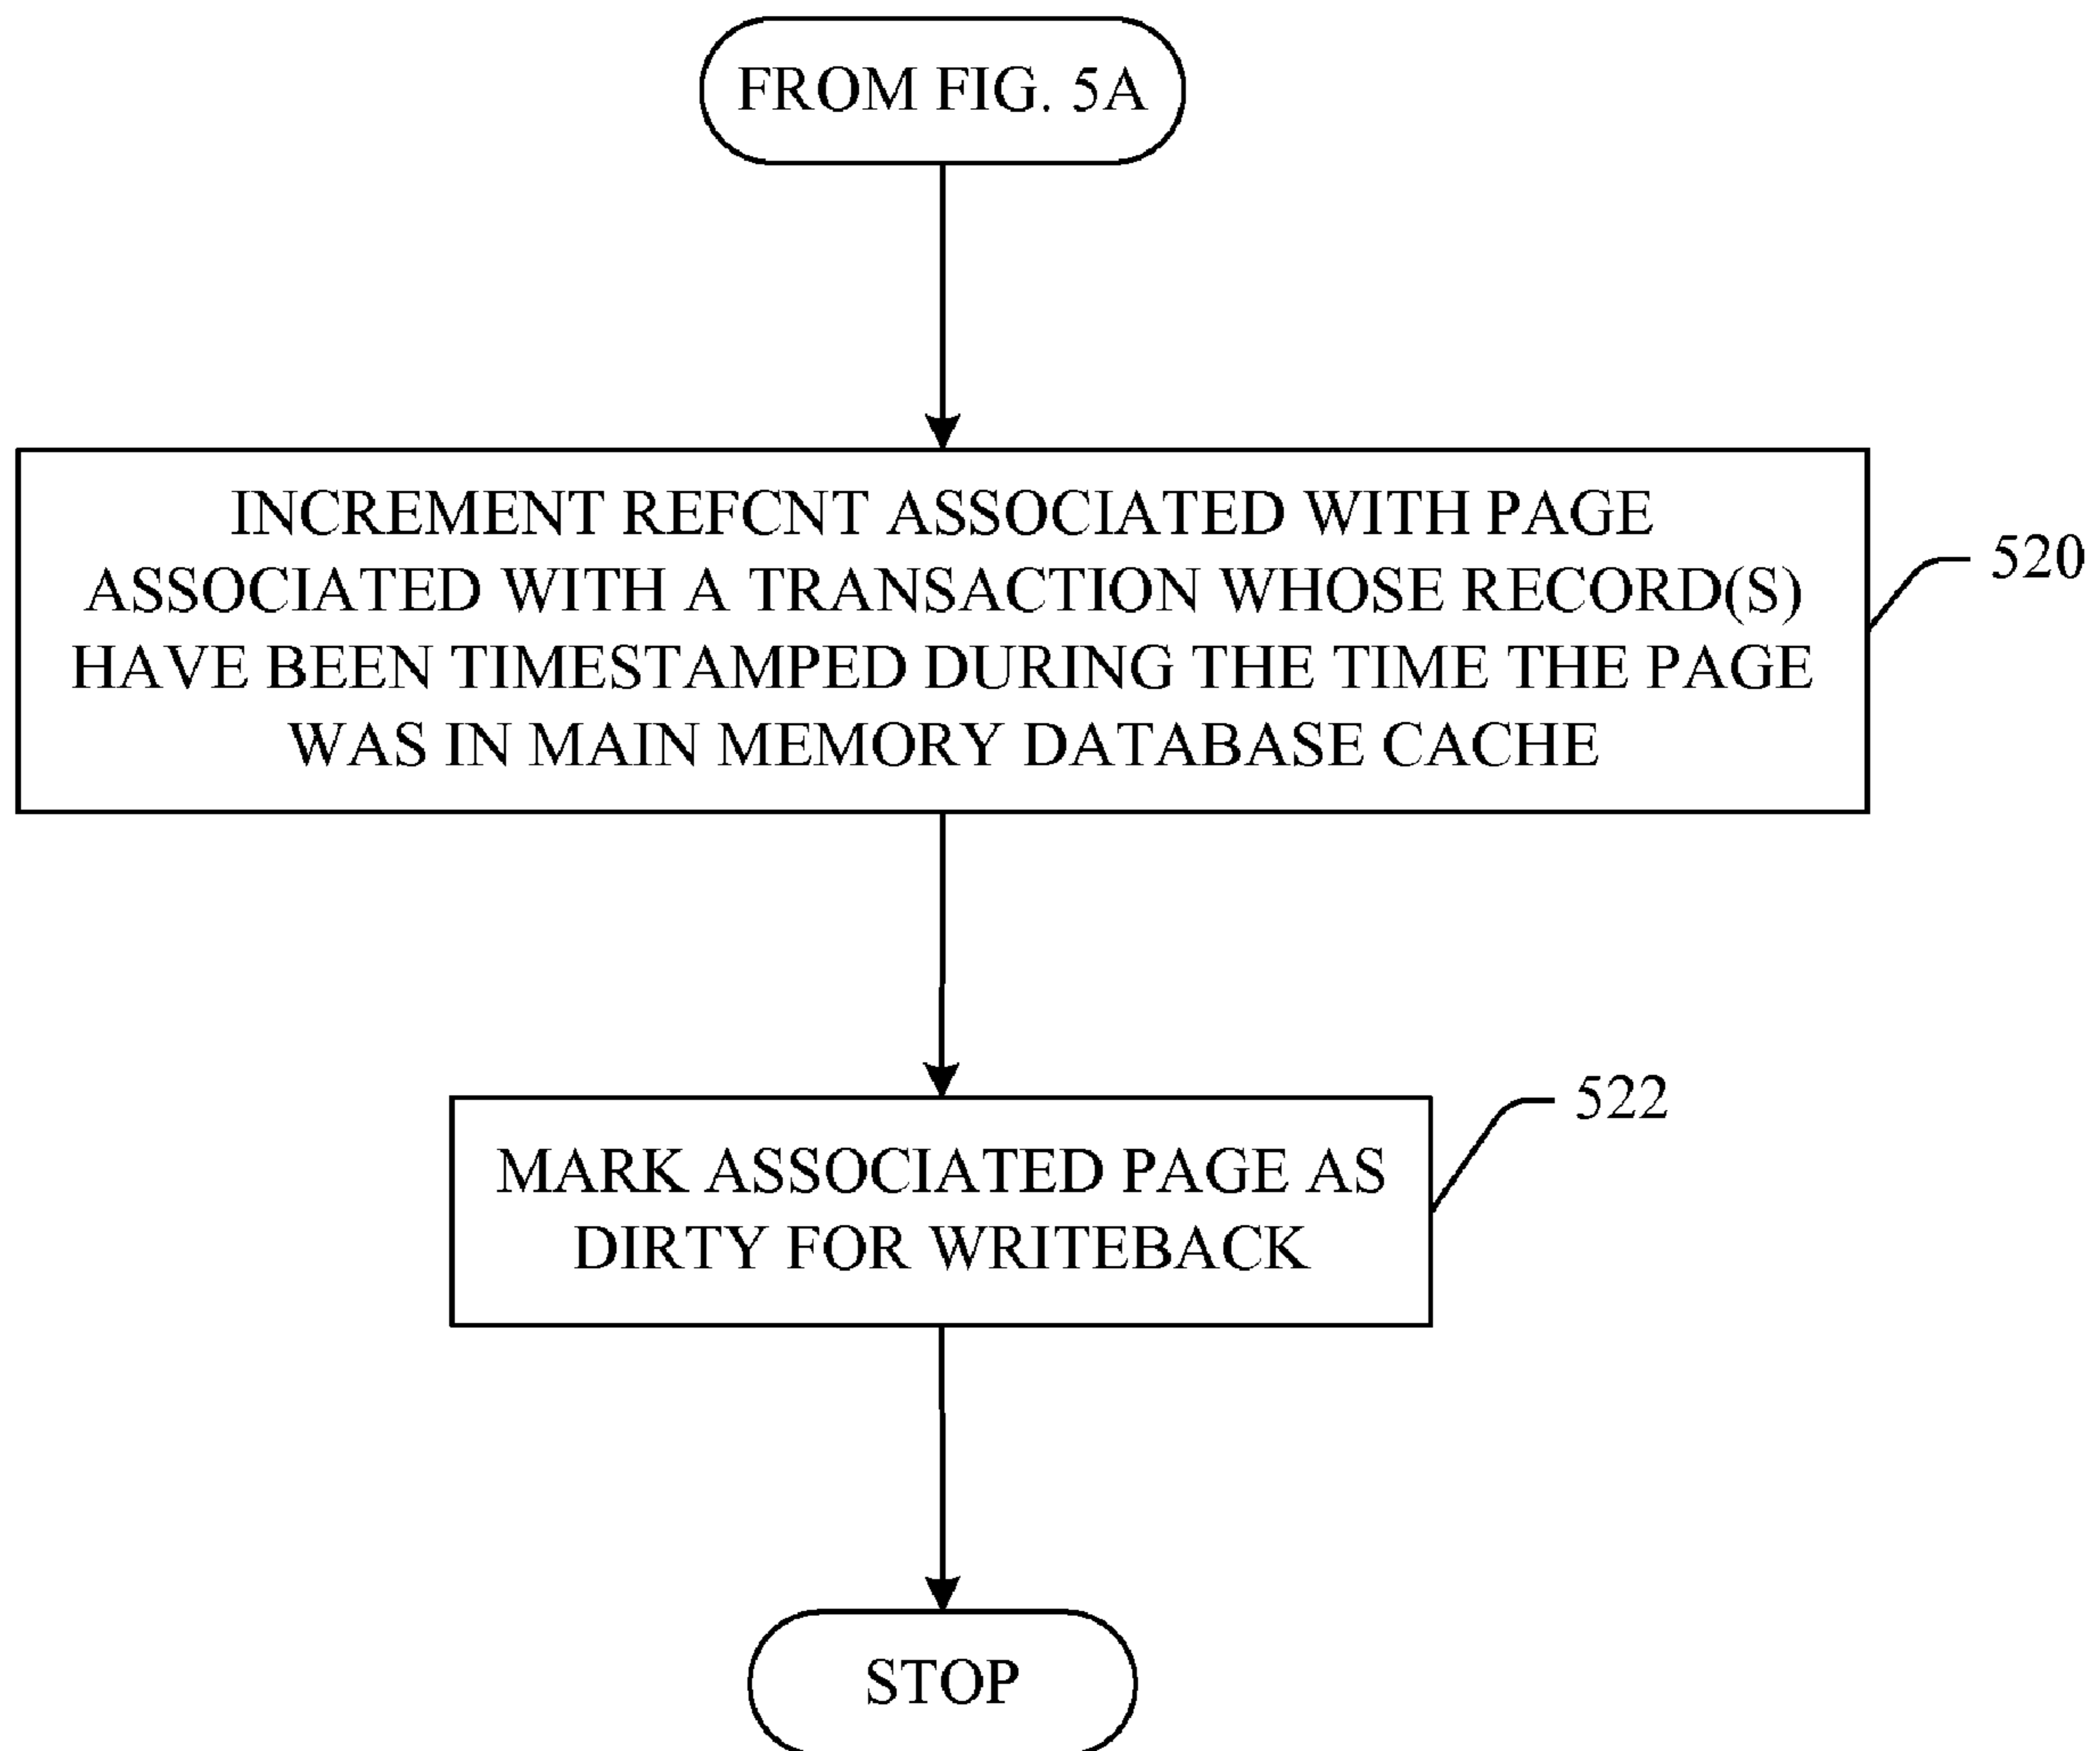 FROM FIG. 5A
INCREMENT REFCNT ASSOCIATED WITH PAGE
ASSOCIATED WITH A TRANSACTION WHOSE RECORD(S)
HAVE BEEN TIMESTAMPED DURING THE TIME THE PAGE
WAS IN MAIN MEMORY DATABASE CACHE
520
MARK ASSOCIATED PAGE AS
DIRTY FOR WRITEBACK
522
STOP